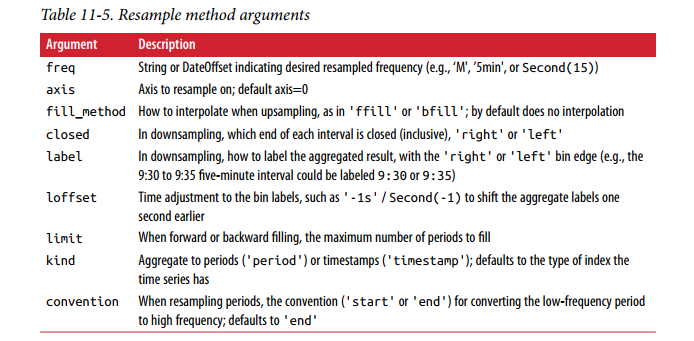 Table 11-5. Resample method arguments
Argument Description
freq String or DateOffset indicating desired resampled frequency (e.g., ‘M', '5min', or Second(15))
axis Axis to resample on; default axis=0
fill_method How to interpolate when upsampling, as in 'ffill' or 'bfill'; by default does no interpolation
closed In downsampling, which end of each interval is closed (inclusive), 'right' or 'left'
label In downsampling, how to label the aggregated result, with the 'right' or 'left' bin edge (e.g., the
9:30 to 9:35 five-minute interval could be labeled 9:30 or 9:35)
loffset Time adjustment to the bin labels, such as '-1s' / Second(-1) to shift the aggregate labels one
second earlier
limit When forward or backward filling, the maximum number of periods to fill
kind Aggregate to periods ('period') or timestamps ('timestamp'); defaults to the type of index the
time series has
convention When resampling periods, the convention ('start' or 'end') for converting the low-frequency period
to high frequency; defaults to 'end'